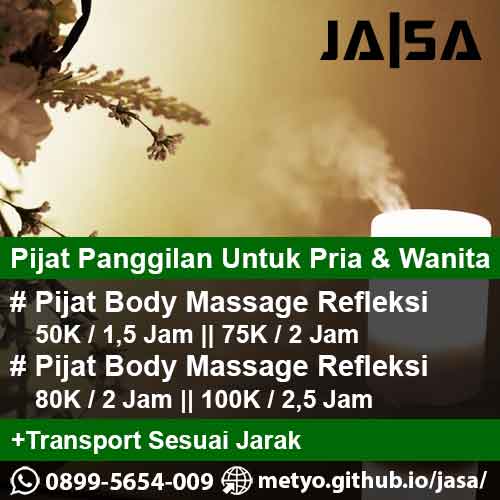 JA|SA
Pijat Panggilan Untuk Pria & Wanita
# Pijat Body Massage Refleksi
50K / 1,5 Jam || 75K / 2 Jam
# Pijat Body Massage Refleksi
80K / 2 Jam || 100K / 2,5 Jam
+Transport Sesuai Jarak
0899-5654-009 metyo.github.io/jasa/